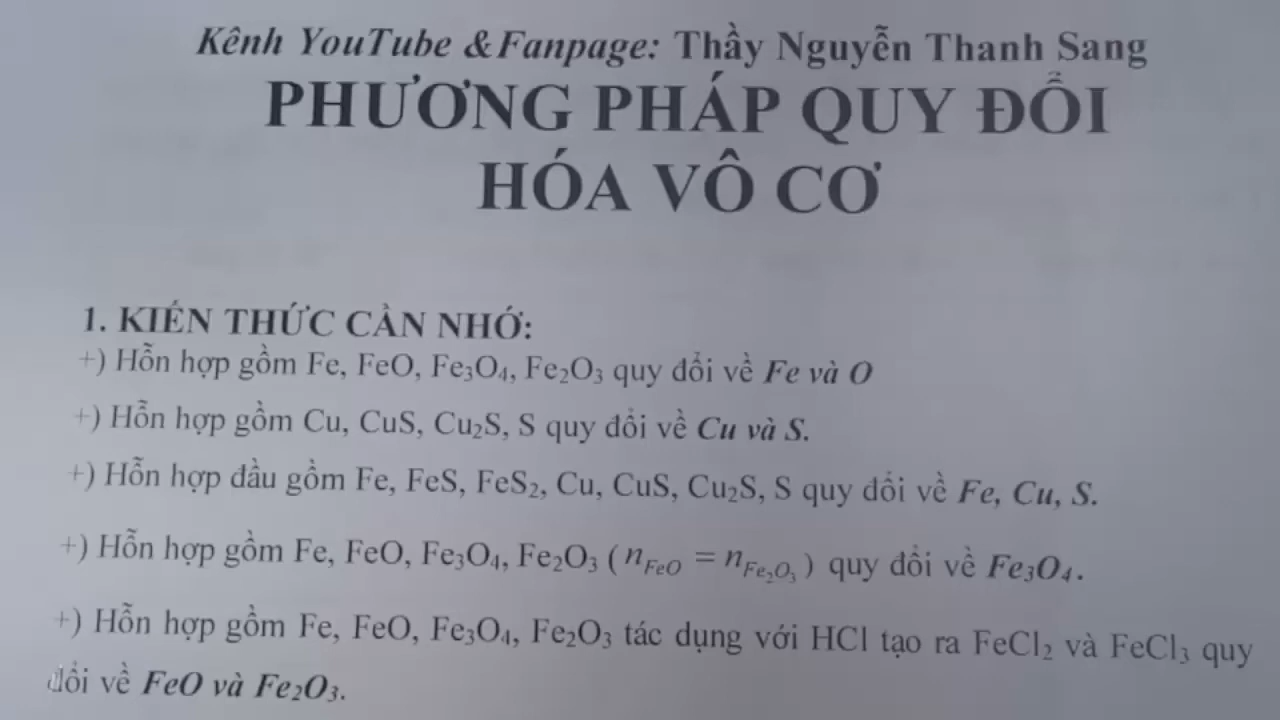 Kênh YouTube &Fanpage: Thầy Nguyễn Thanh Sang
PHƯƠNG PHÁP QUY ĐỔI
HÓA VÔ CƠ
1. KIẾN THỨC CẦN NHỚ:
+) Hỗn hợp gồm Fe, FeO, Fe₃O₄, Fe₂O₃ quy đổi về Fe và O
+) Hỗn hợp gồm Cu, CuS, Cu₂S, S quy đổi về Cu và S.
+) Hỗn hợp đầu gồm Fe, FeS, FeS₂, Cu, CuS, Cu₂S, S quy đổi về Fe, Cu, S.
+) Hỗn hợp gồm Fe, FeO, Fe₃O₄, Fe₂O₃ ( n_FeO = n_Fe₂O₃ ) quy đổi về Fe₃O₄.
+) Hỗn hợp gồm Fe, FeO, Fe₃O₄, Fe₂O₃ tác dụng với HCl tạo ra FeCl₂ và FeCl₃ quy
đổi về FeO và Fe₂O₃.